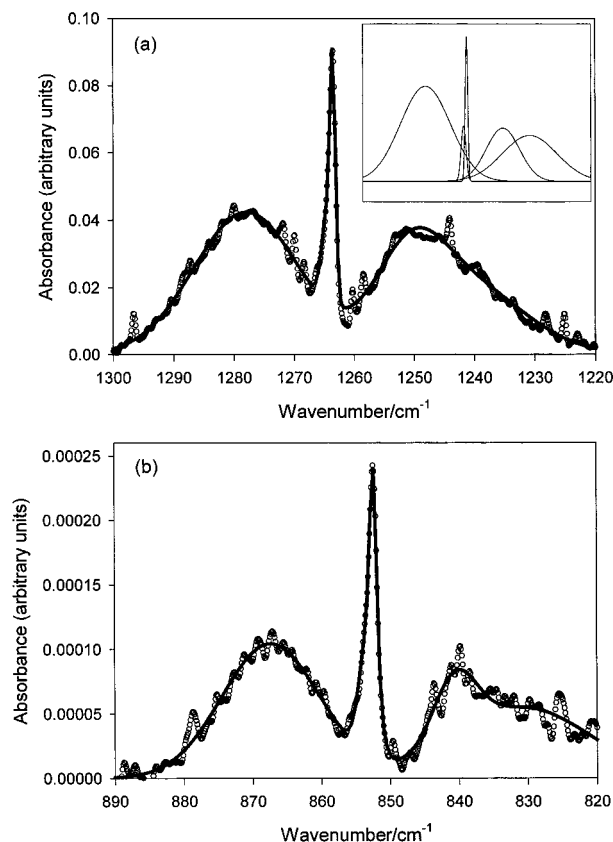 (a)
Absorbance (arbitrary units)
0.10
0.08
0.06
0.04
0.02
0.00
1300 1290 1280 1270 1260 1250 1240 1230 1220
Wavenumber/cm⁻¹
(b)
Absorbance (arbitrary units)
0.00025
0.00020
0.00015
0.00010
0.00005
0.00000
890 880 870 860 850 840 830 820
Wavenumber/cm⁻¹